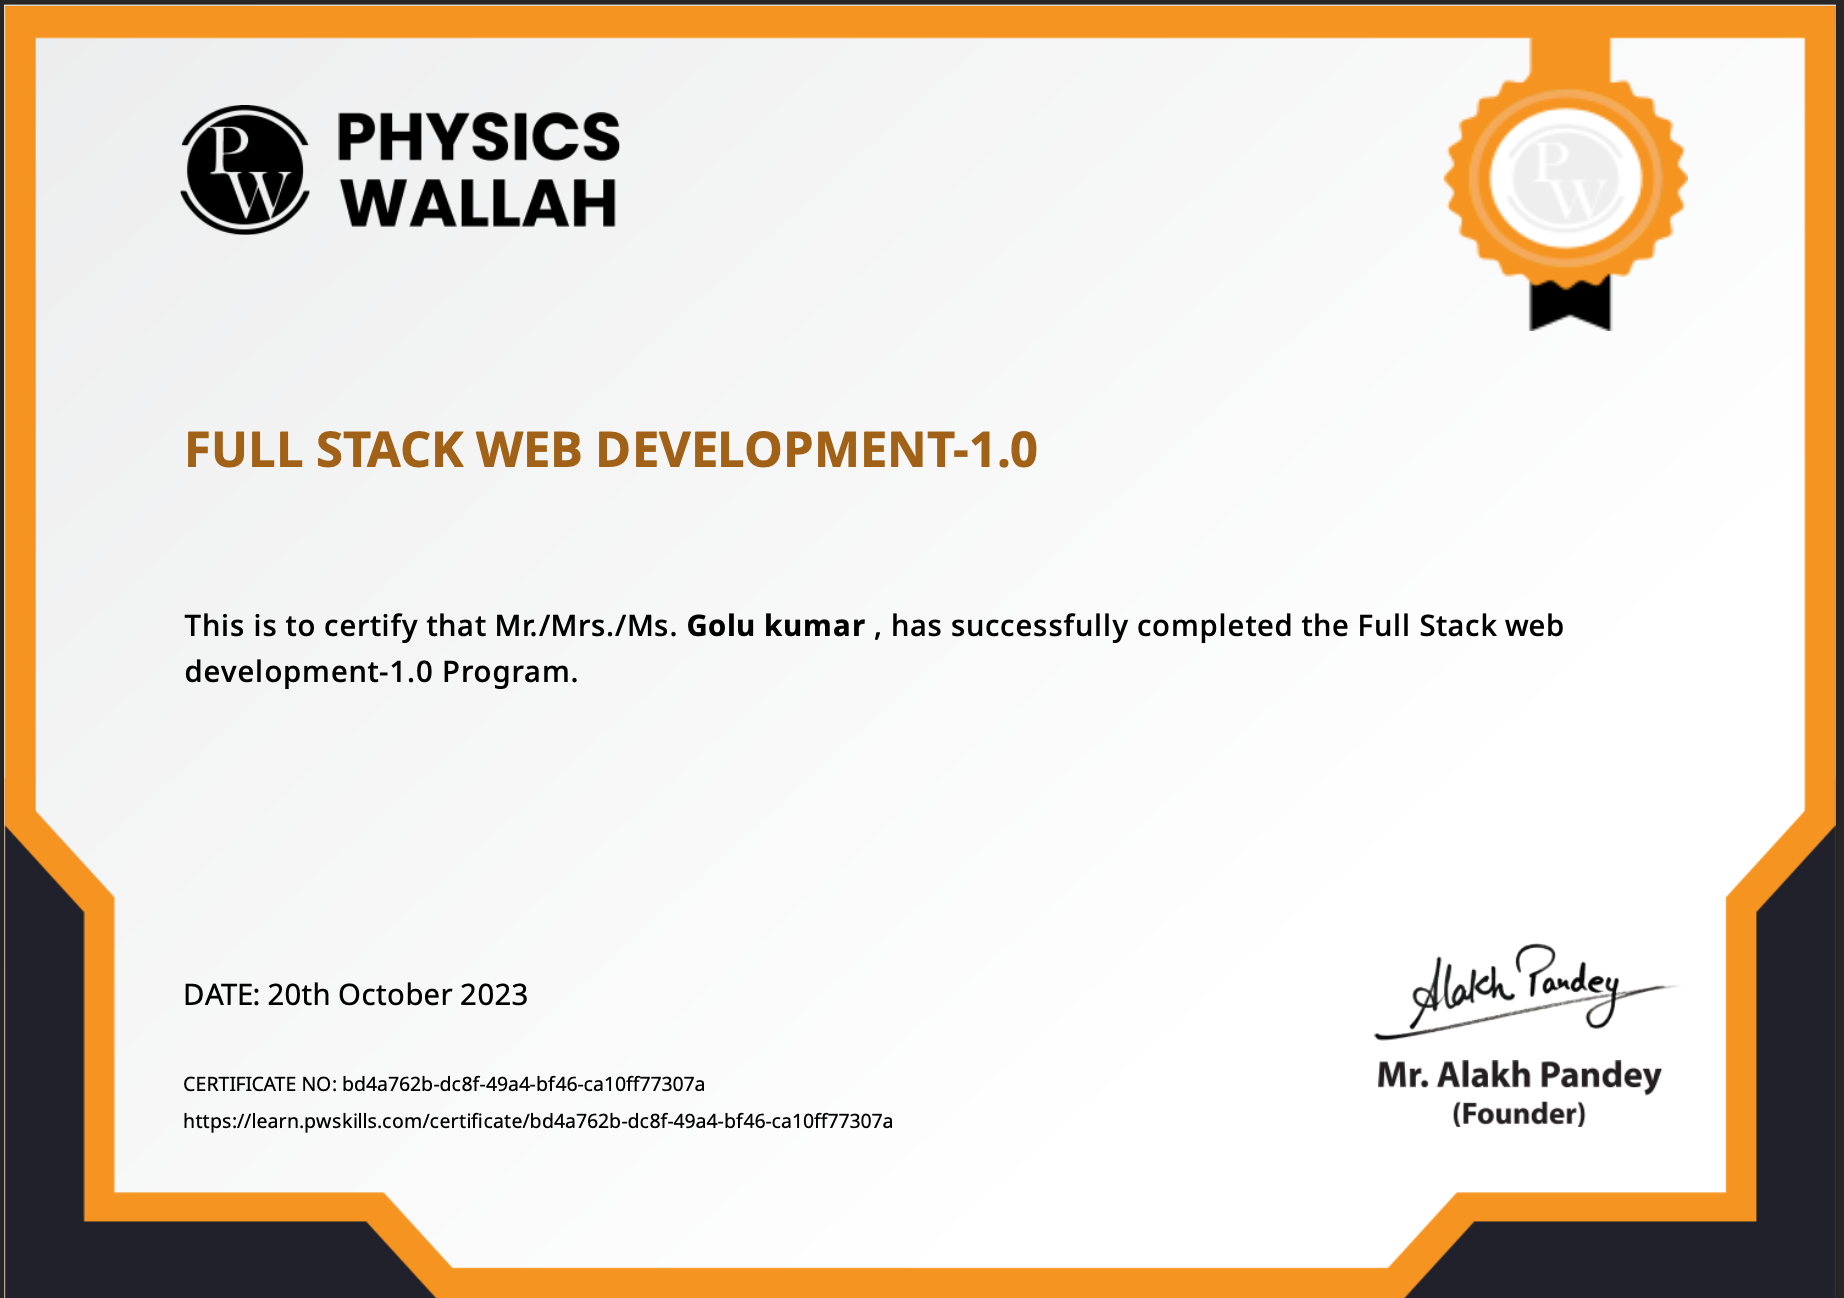 PW
PHYSICS
WALLAH
PW
FULL STACK WEB DEVELOPMENT-1.0
This is to certify that Mr./Mrs./Ms. Golu kumar , has successfully completed the Full Stack web
development-1.0 Program.
DATE: 20th October 2023
CERTIFICATE NO: bd4a762b-dc8f-49a4-bf46-ca10ff77307a
https://learn.pwskills.com/certificate/bd4a762b-dc8f-49a4-bf46-ca10ff77307a
Alakh Pandey
Mr. Alakh Pandey
(Founder)